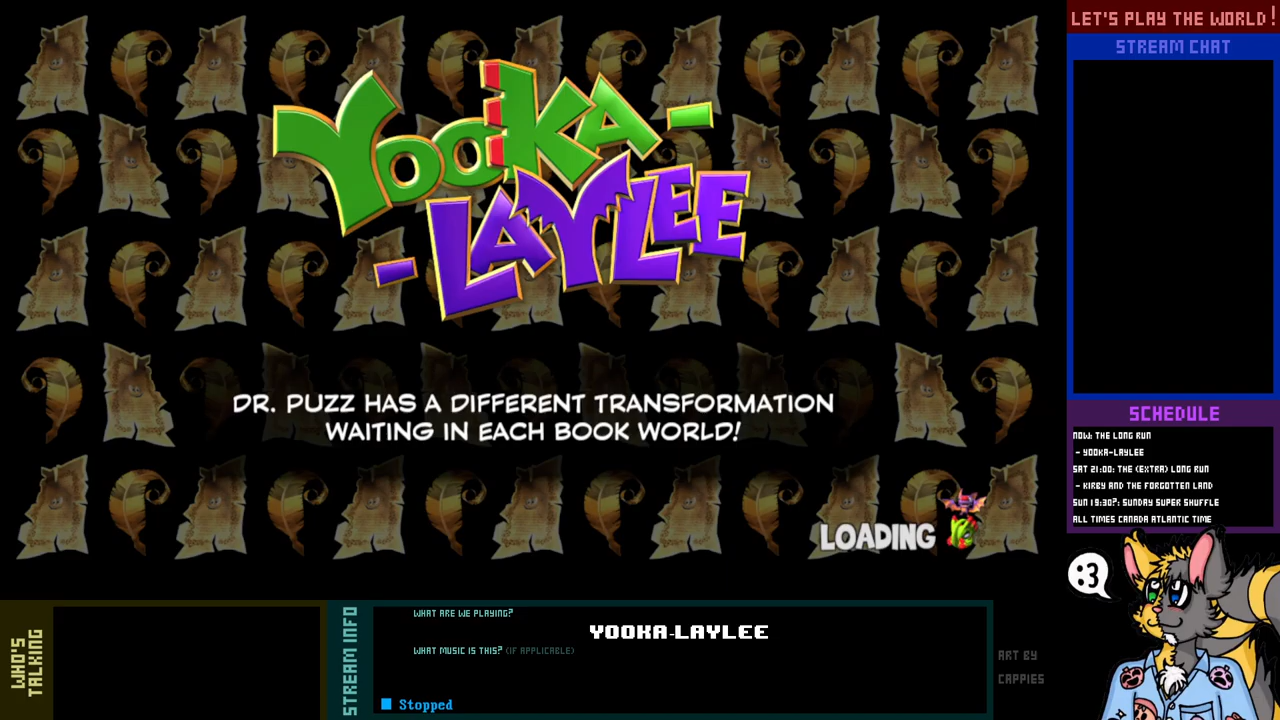 YOOKA-
-LAYLEE
DR. PUZZ HAS A DIFFERENT TRANSFORMATION
WAITING IN EACH BOOK WORLD!
LOADING
LET'S PLAY THE WORLD!
STREAM CHAT
SCHEDULE
NOW: THE LONG RUN
- YOOKA-LAYLEE
SAT 21:00: THE (EXTRA) LONG RUN
- KIRBY AND THE FORGOTTEN LAND
SUN 19:30?: SUNDAY SUPER SHUFFLE
ALL TIMES CANADA ATLANTIC TIME
:3
WHO'S
TALKING
STREAM INFO
WHAT ARE WE PLAYING?
YOOKA-LAYLEE
WHAT MUSIC IS THIS? (IF APPLICABLE)
Stopped
ART BY
CAPPIES